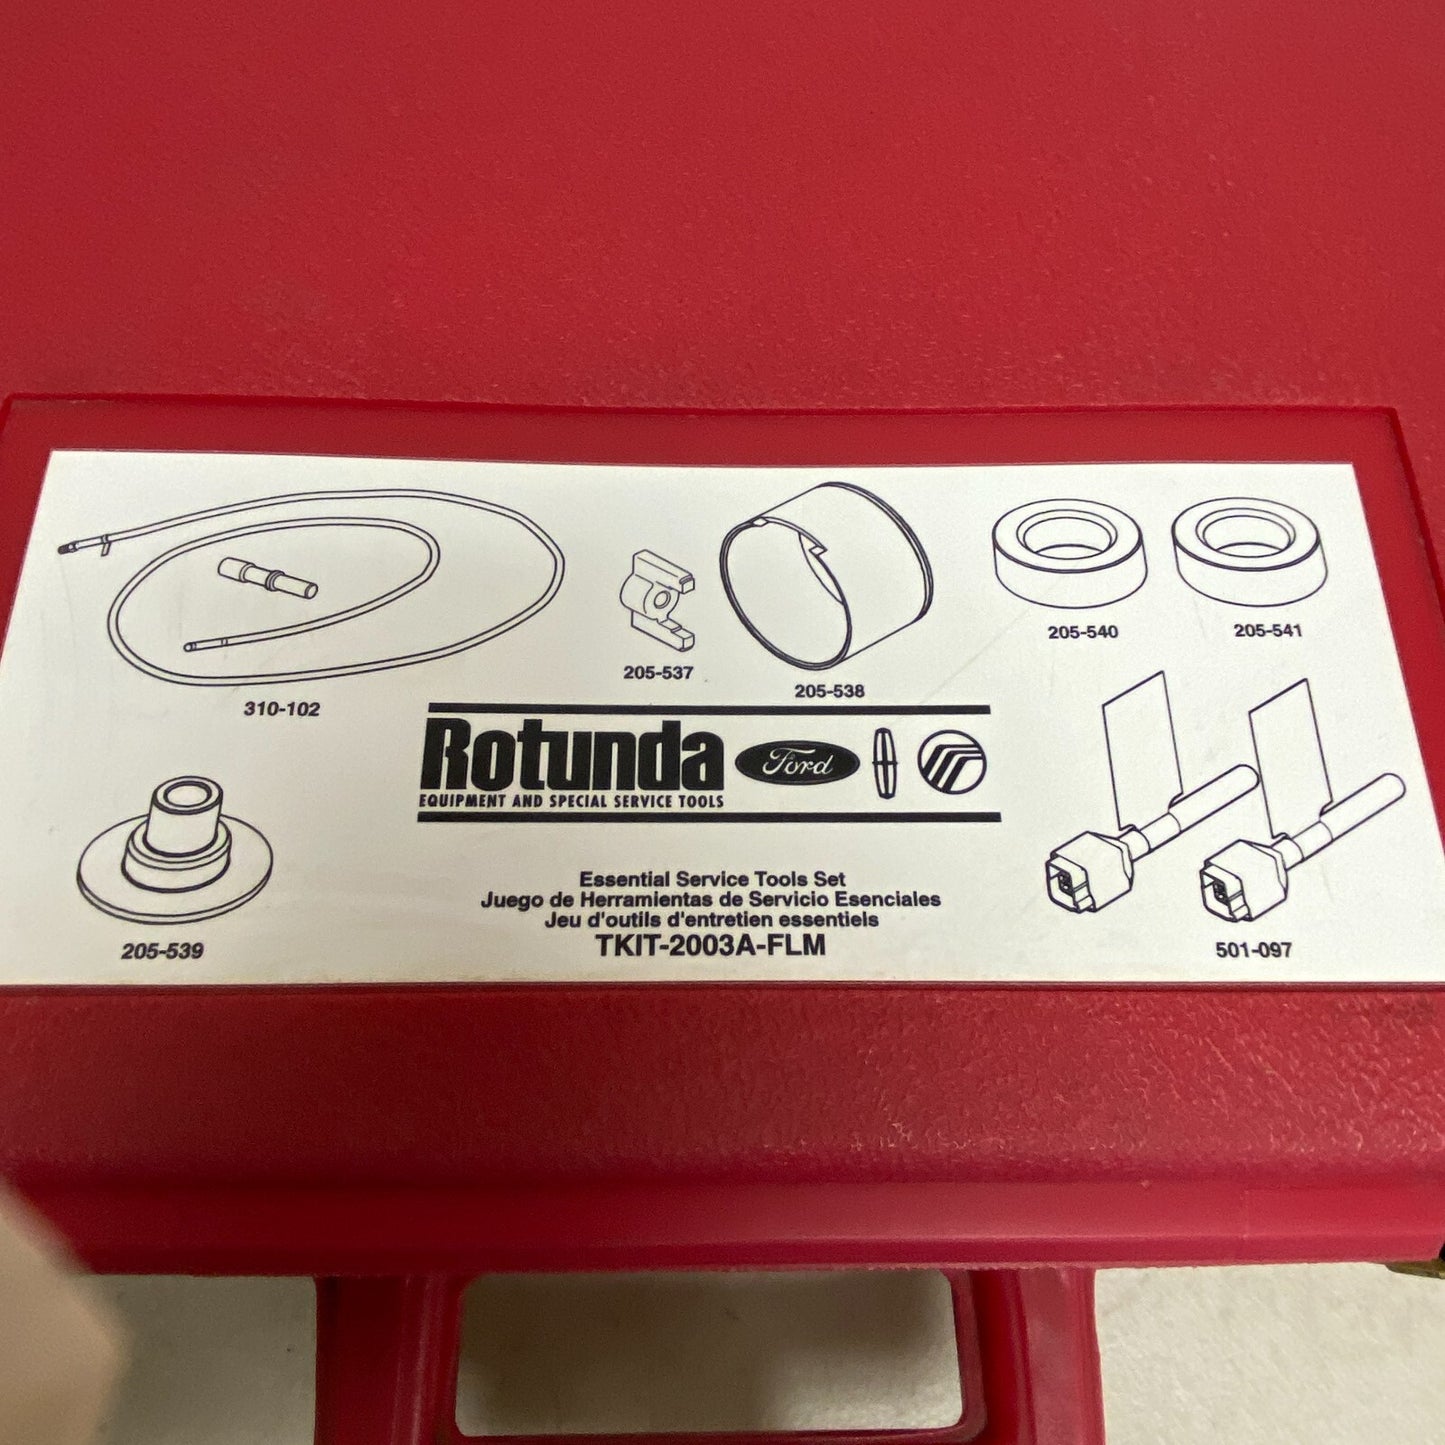 310-102
205-537
205-538
205-540
205-541
Rotunda
EQUIPMENT AND SPECIAL SERVICE TOOLS
Ford
205-539
Essential Service Tools Set
Juego de Herramientas de Servicio Esenciales
Jeu d'outils d'entretien essentiels
TKIT-2003A-FLM
501-097